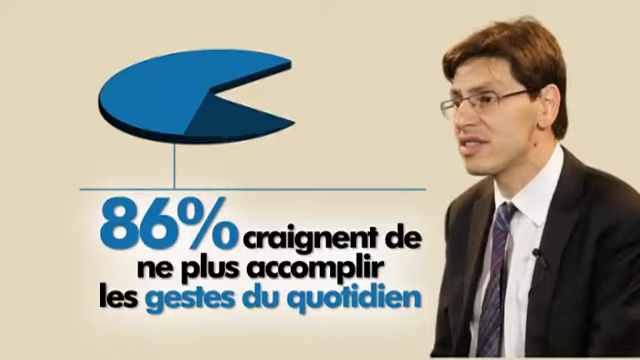 86% craignent de
ne plus accomplir
les gestes du quotidien